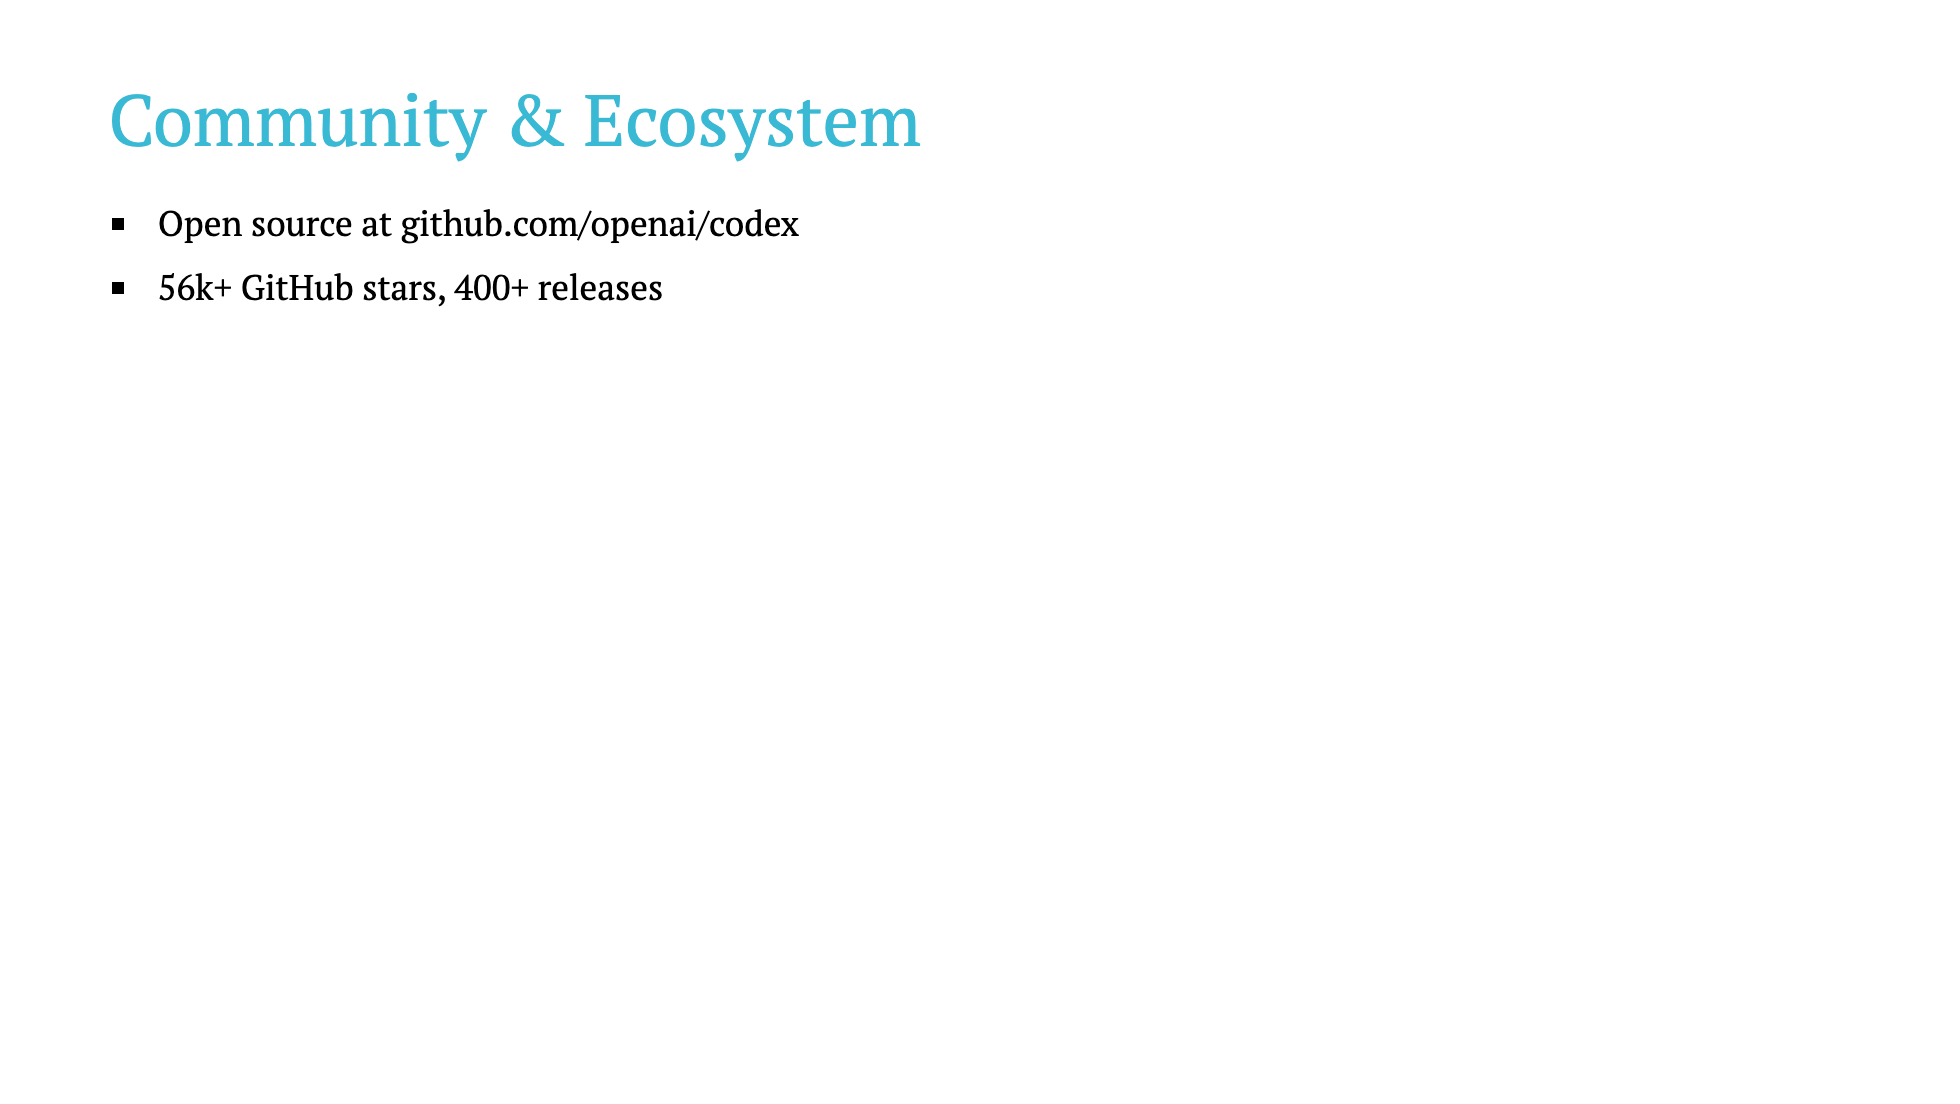 Community & Ecosystem
▪ Open source at github.com/openai/codex
▪ 56k+ GitHub stars, 400+ releases